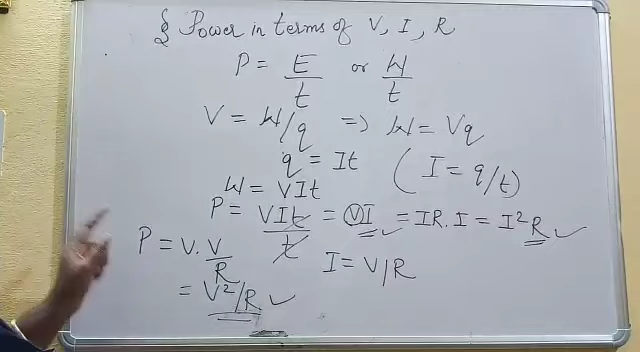 § Power in terms of V, I, R
P = E/t or W/t
V = W/q => W = Vq
q = It (I = q/t)
W = VIt
P = VIt/t = VI = IR.I = I²R
P = V.V/R I = V/R
= V²/R